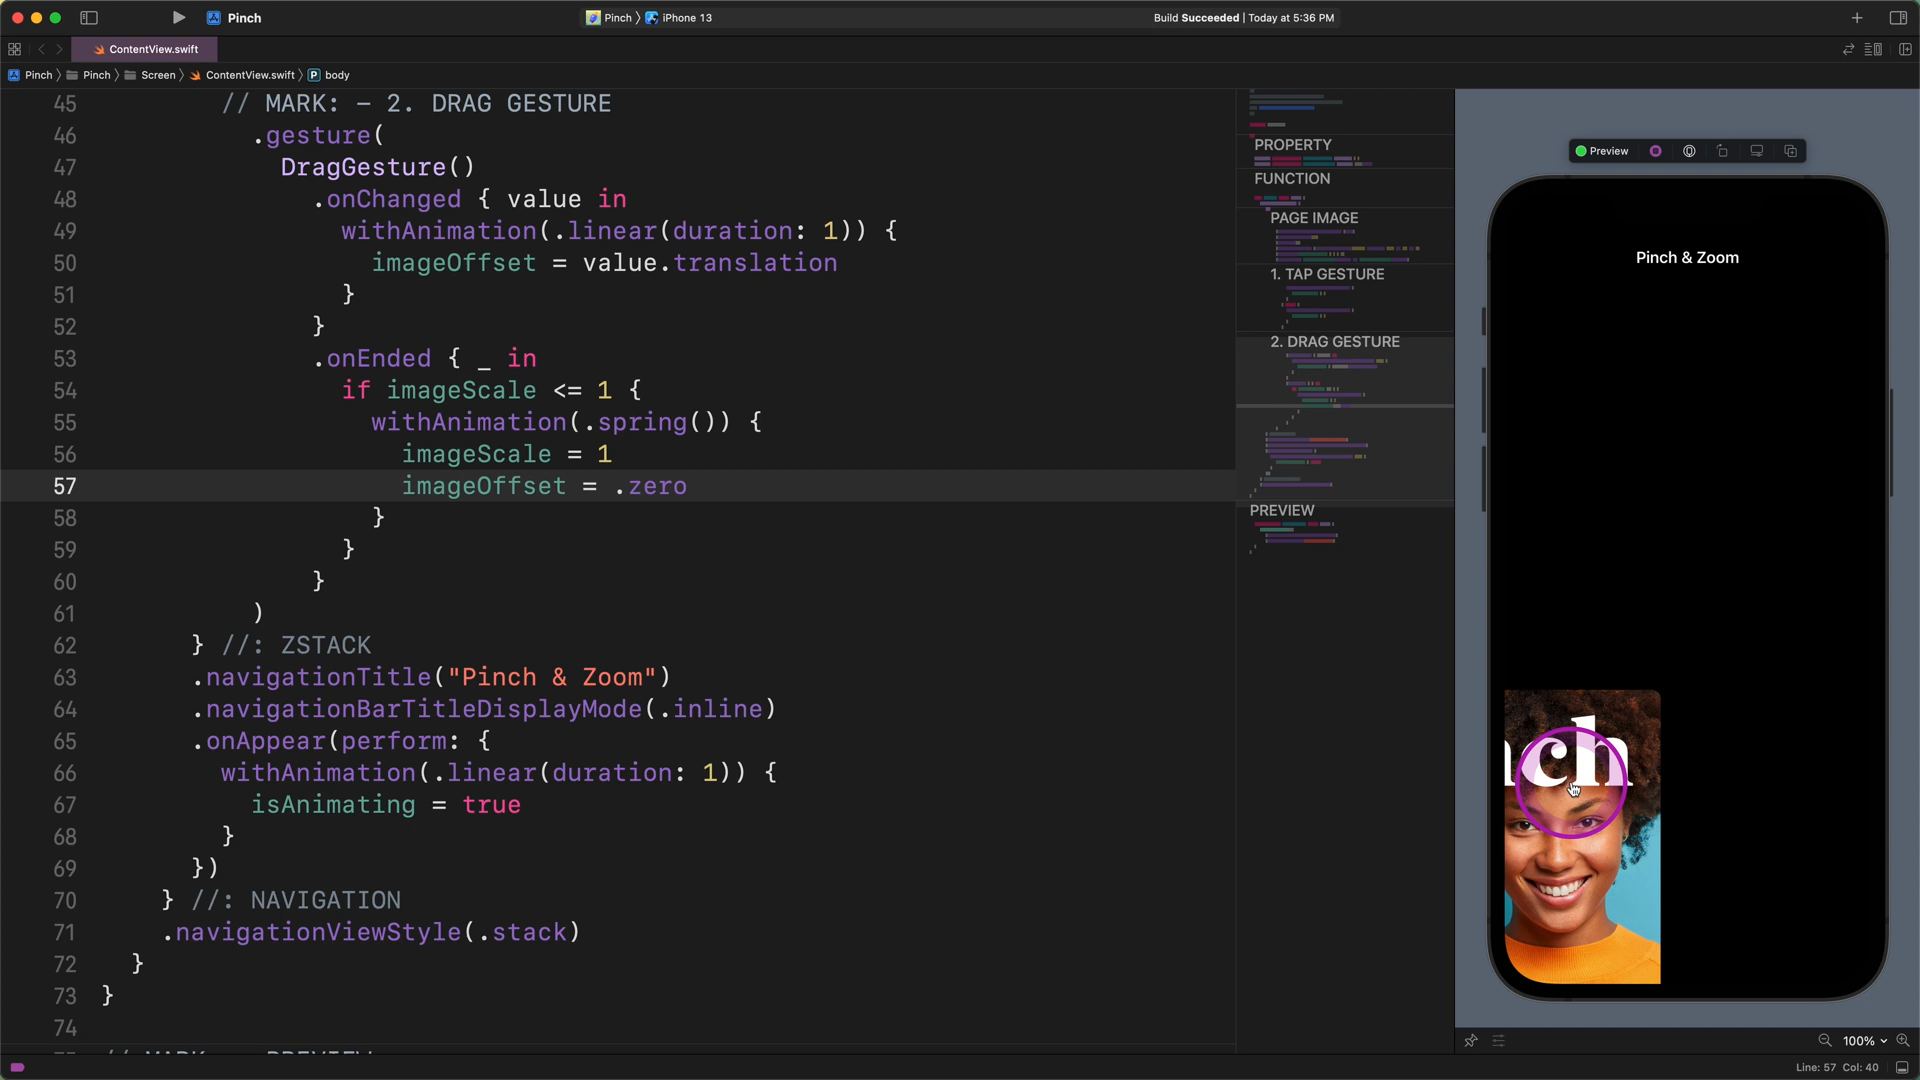 Pinch
Pinch
iPhone 13
Build Succeeded | Today at 5:36 PM
ContentView.swift
Pinch
Pinch
Screen
ContentView.swift
P
body
45 // MARK: – 2. DRAG GESTURE
46 .gesture(
47 DragGesture()
48 .onChanged { value in
49 withAnimation(.linear(duration: 1)) {
50 imageOffset = value.translation
51 }
52 }
53 .onEnded { _ in
54 if imageScale <= 1 {
55 withAnimation(.spring()) {
56 imageScale = 1
57 imageOffset = .zero
58 }
59 }
60 }
61 )
62 } //: ZSTACK
63 .navigationTitle("Pinch & Zoom")
64 .navigationBarTitleDisplayMode(.inline)
65 .onAppear(perform: {
66 withAnimation(.linear(duration: 1)) {
67 isAnimating = true
68 }
69 })
70 } //: NAVIGATION
71 .navigationViewStyle(.stack)
72 }
73 }
74
PROPERTY
FUNCTION
PAGE IMAGE
1. TAP GESTURE
2. DRAG GESTURE
PREVIEW
Preview
Pinch & Zoom
nch
100%
Line: 57 Col: 40